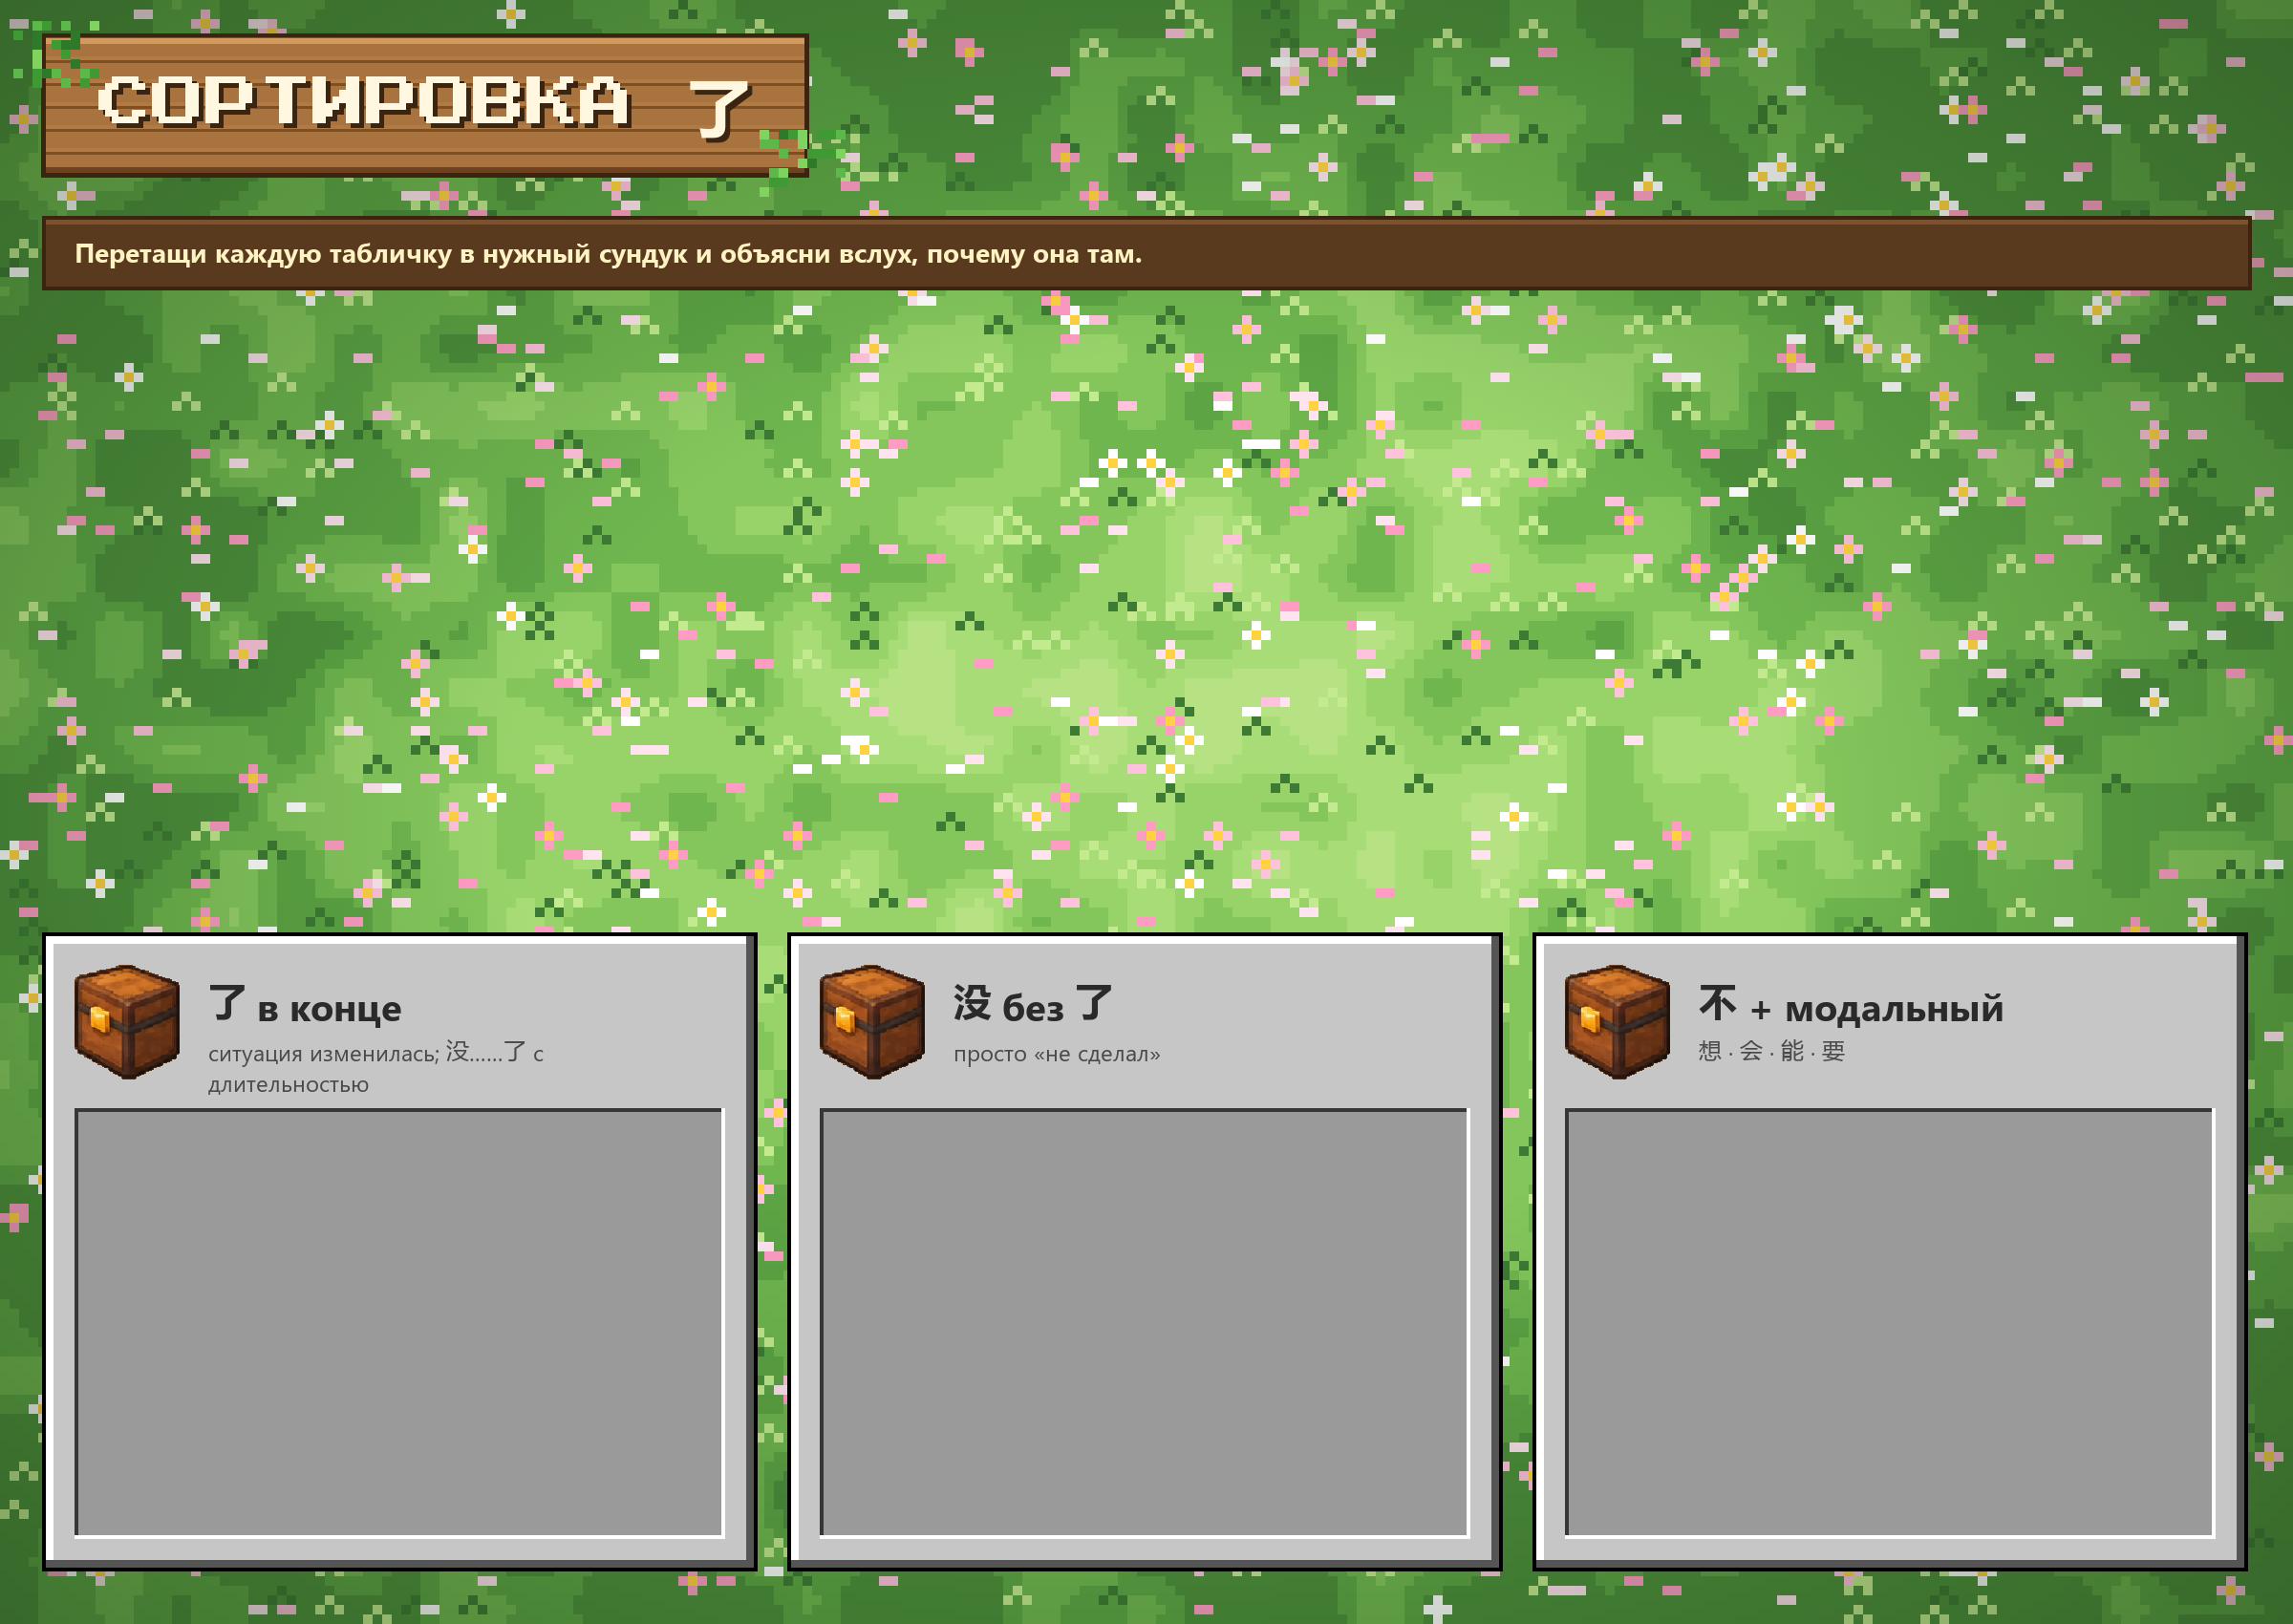 СОРТИРОВКА 了
Перетащи каждую табличку в нужный сундук и объясни вслух, почему она там.
了 в конце
ситуация изменилась; 没……了 с
длительностью
没 без 了
просто «не сделал»
不 + модальный
想 · 会 · 能 · 要